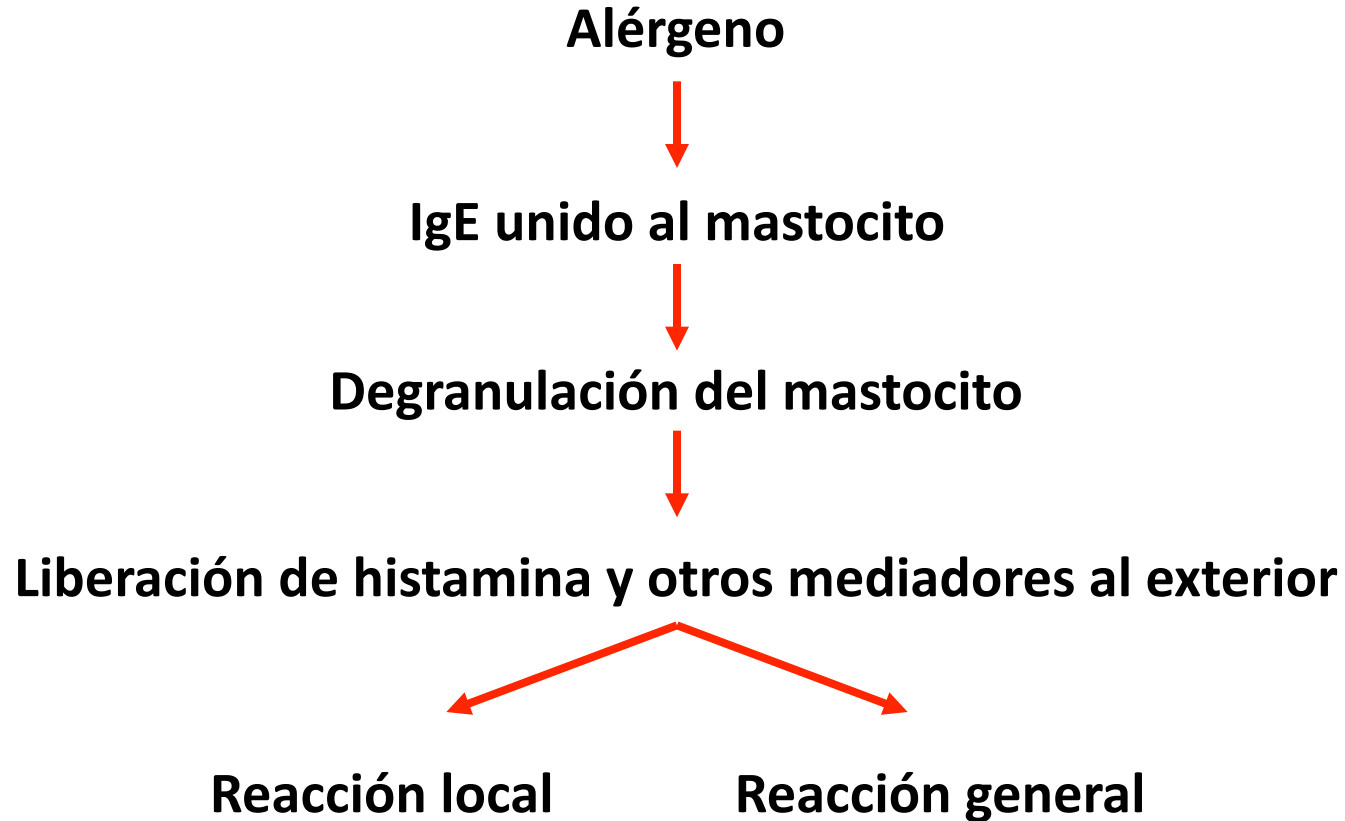 Alérgeno
IgE unido al mastocito
Degranulación del mastocito
Liberación de histamina y otros mediadores al exterior
Reacción local Reacción general